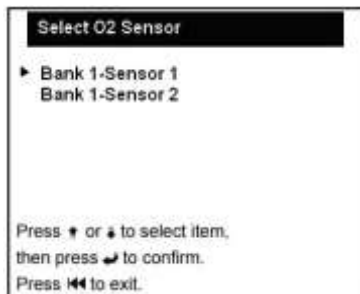 Select O2 Sensor
▶ Bank 1-Sensor 1
Bank 1-Sensor 2
Press ⬆ or ⬇ to select item,
then press ↵ to confirm.
Press ⏮ to exit.